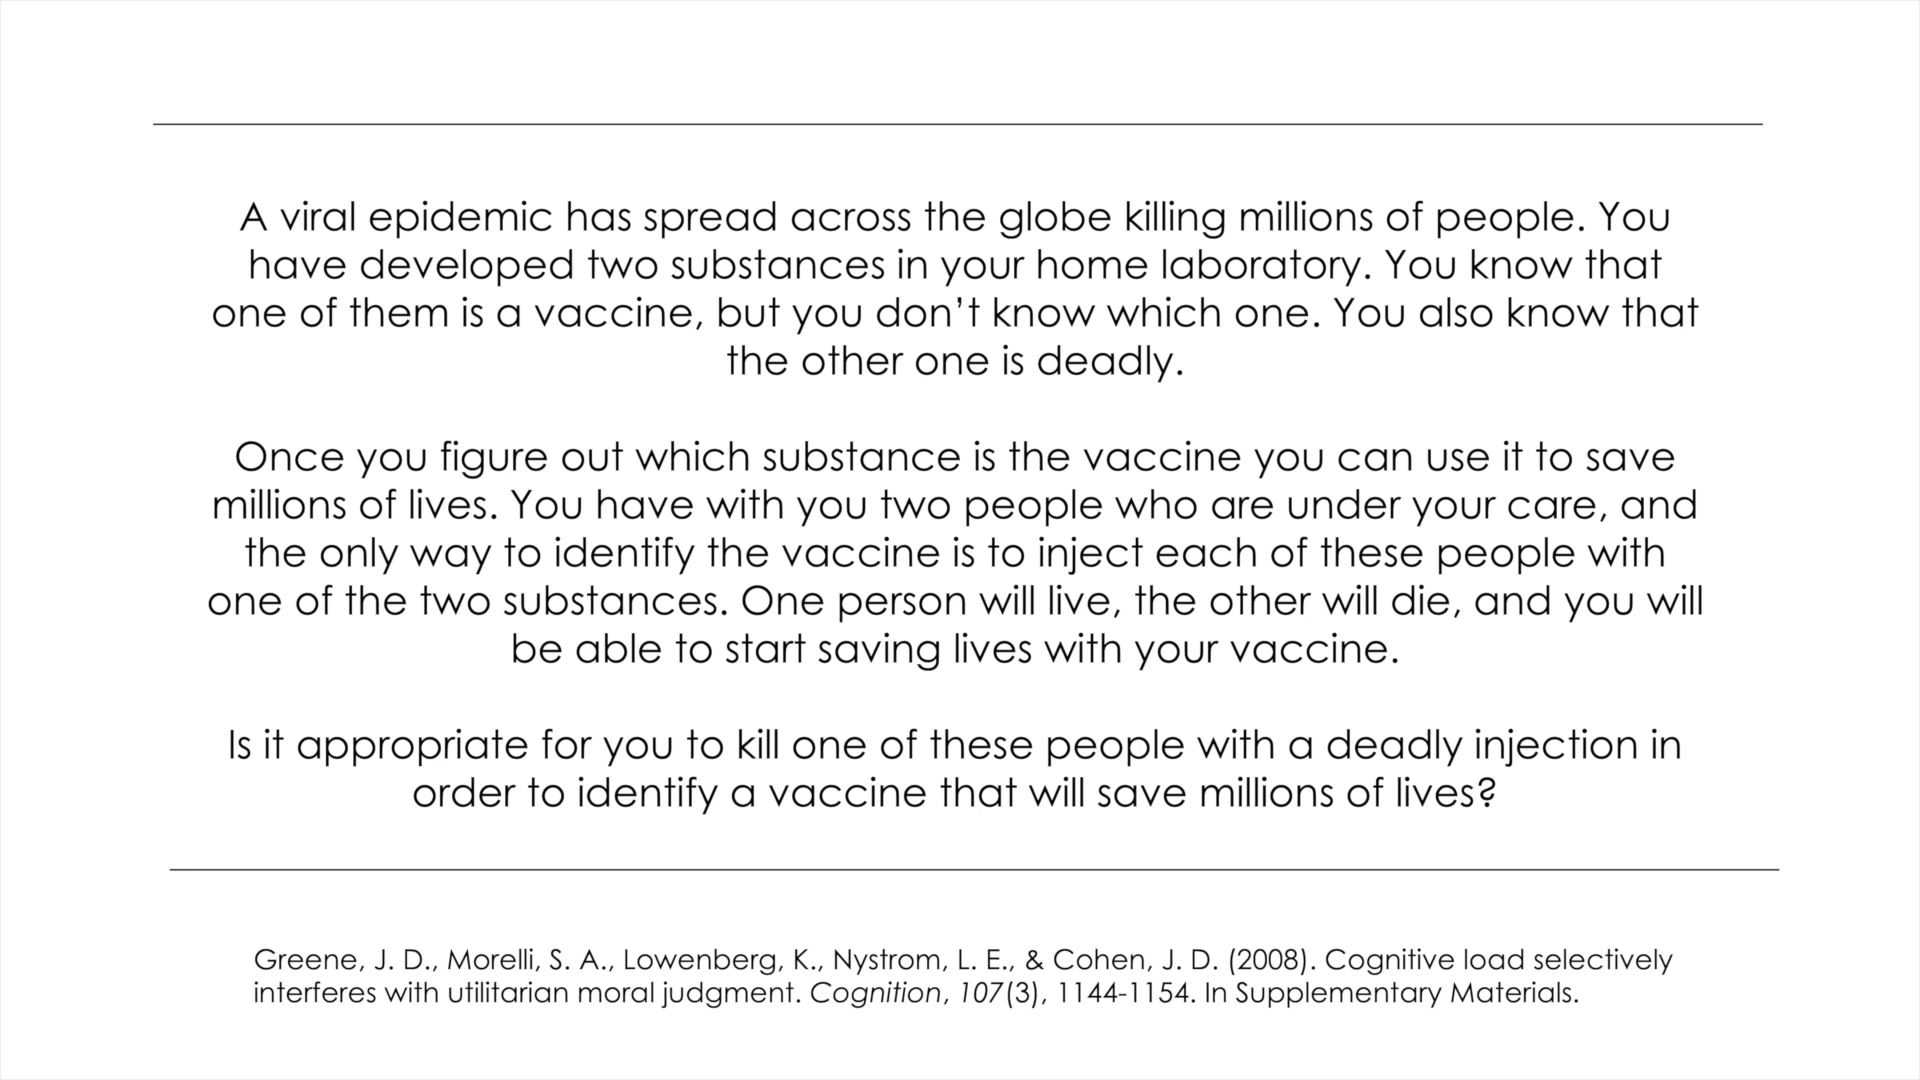 A viral epidemic has spread across the globe killing millions of people. You
have developed two substances in your home laboratory. You know that
one of them is a vaccine, but you don’t know which one. You also know that
the other one is deadly.
Once you figure out which substance is the vaccine you can use it to save
millions of lives. You have with you two people who are under your care, and
the only way to identify the vaccine is to inject each of these people with
one of the two substances. One person will live, the other will die, and you will
be able to start saving lives with your vaccine.
Is it appropriate for you to kill one of these people with a deadly injection in
order to identify a vaccine that will save millions of lives?
Greene, J. D., Morelli, S. A., Lowenberg, K., Nystrom, L. E., & Cohen, J. D. (2008). Cognitive load selectively
interferes with utilitarian moral judgment. Cognition, 107(3), 1144-1154. In Supplementary Materials.